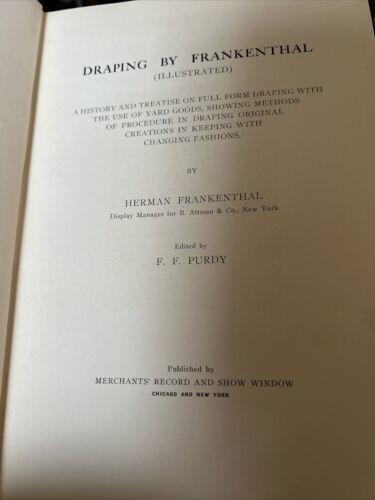 DRAPING BY FRANKENTHAL
(ILLUSTRATED)
A HISTORY AND TREATISE ON FULL FORM DRAPING WITH
THE USE OF YARD GOODS, SHOWING METHODS
OF PROCEDURE IN DRAPING ORIGINAL
CREATIONS IN KEEPING WITH
CHANGING FASHIONS.
BY
HERMAN FRANKENTHAL
Display Manager for B. Altman & Co., New York
Edited by
F. F. PURDY
Published by
MERCHANTS' RECORD AND SHOW WINDOW
CHICAGO AND NEW YORK